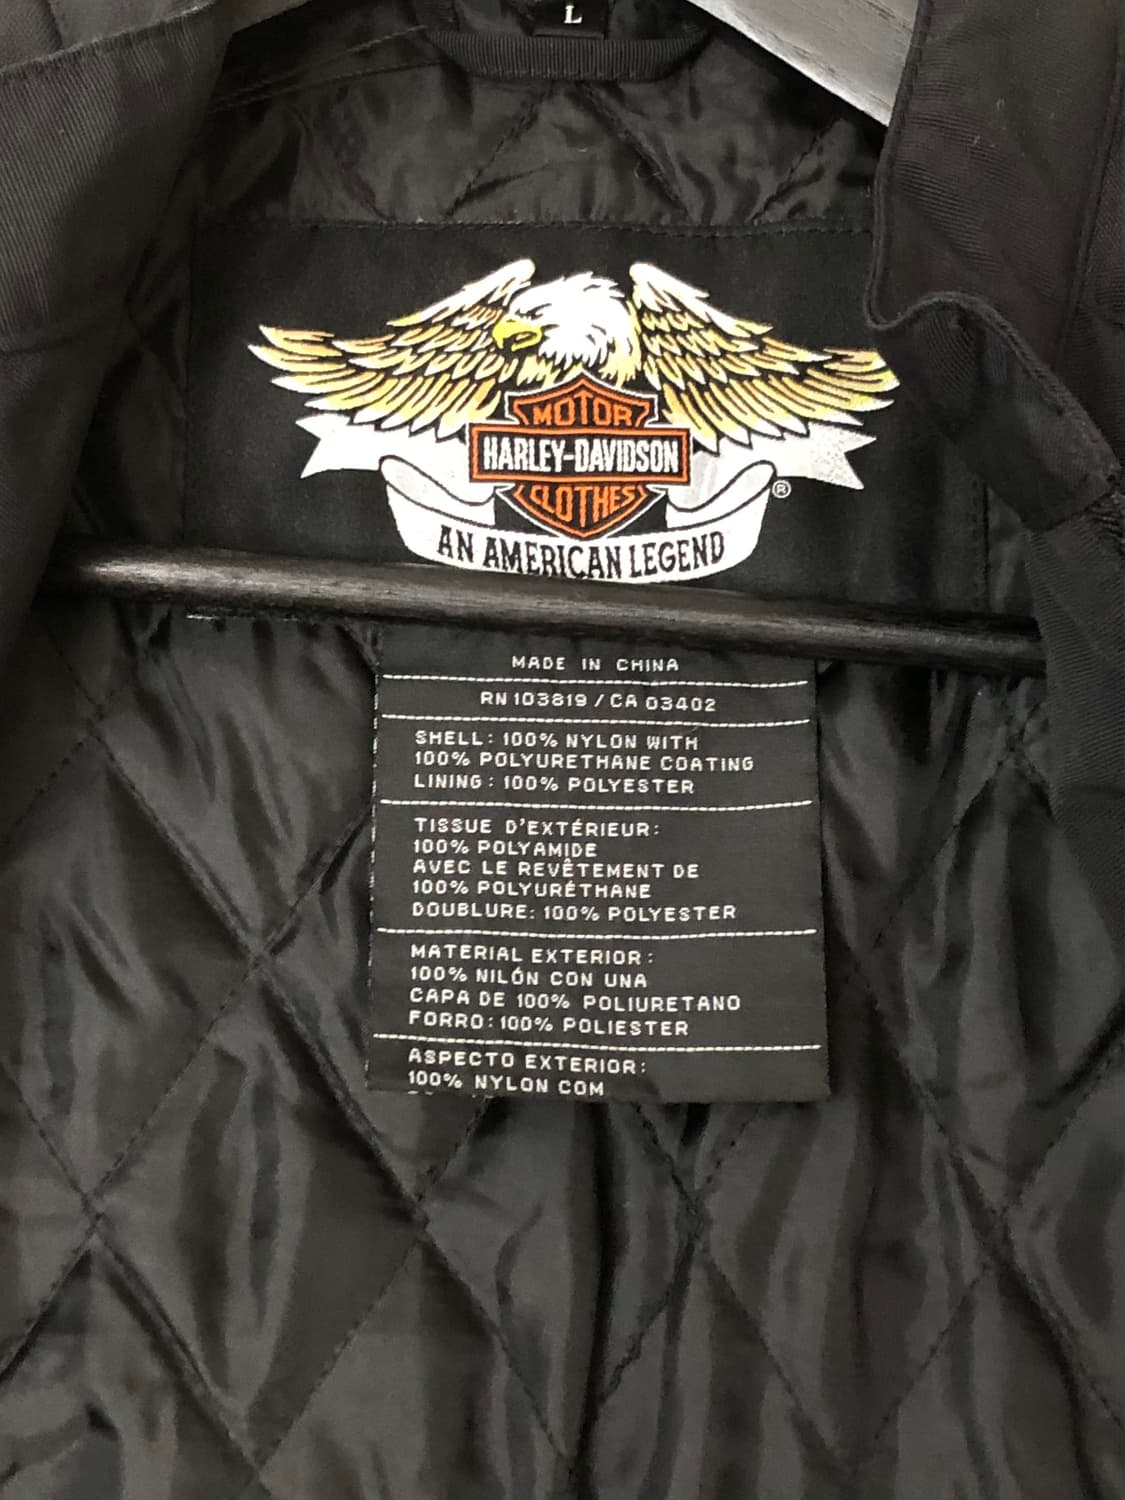 L
MOTOR
HARLEY-DAVIDSON
CLOTHES
®
AN AMERICAN LEGEND
MADE IN CHINA
RN 103819 / CA 03402
SHELL: 100% NYLON WITH
100% POLYURETHANE COATING
LINING: 100% POLYESTER
TISSUE D'EXTÉRIEUR:
100% POLYAMIDE
AVEC LE REVÊTEMENT DE
100% POLYURÉTHANE
DOUBLURE: 100% POLYESTER
MATERIAL EXTERIOR:
100% NILÓN CON UNA
CAPA DE 100% POLIURETANO
FORRO: 100% POLIESTER
ASPECTO EXTERIOR:
100% NYLON COM